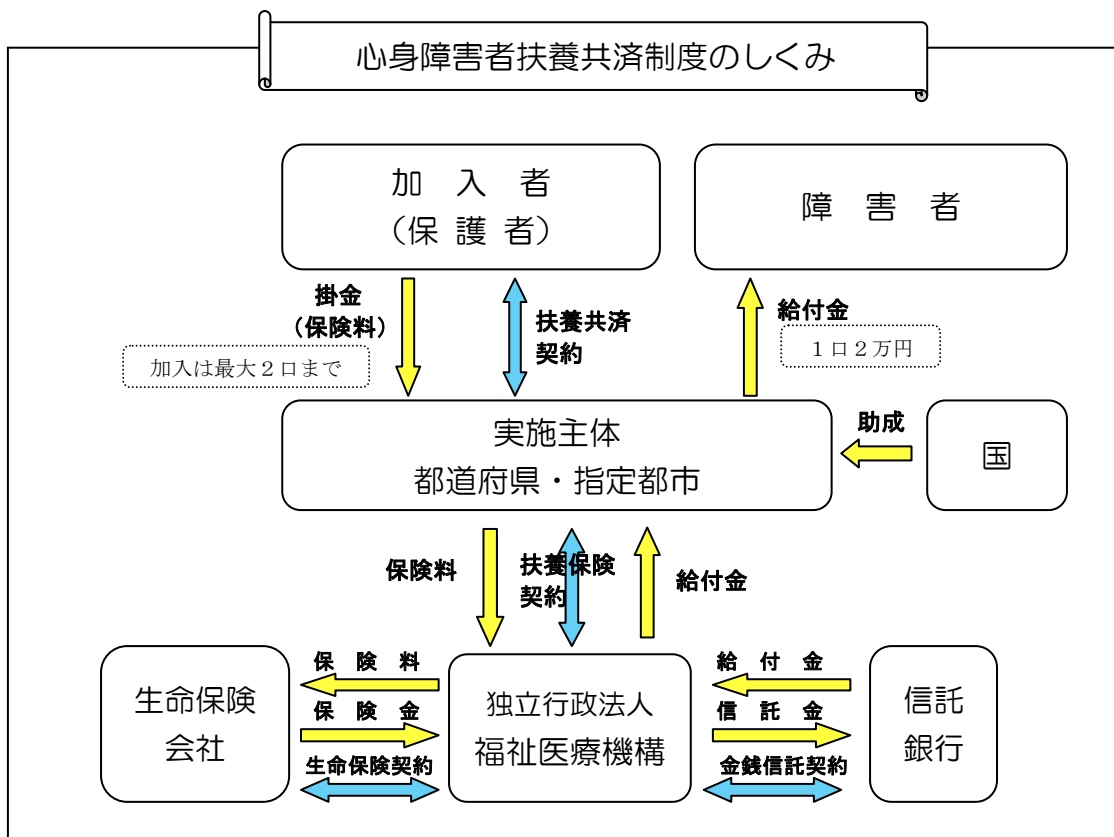 心身障害者扶養共済制度のしくみ
加 入 者
（保 護 者）
障 害 者
掛金
（保険料）
加入は最大２口まで
扶養共済
契約
給付金
１口２万円
実施主体
都道府県・指定都市
助成
国
保険料
扶養保険
契約
給付金
生命保険
会社
保 険 料
保 険 金
生命保険契約
独立行政法人
福祉医療機構
給 付 金
信 託 金
金銭信託契約
信託
銀行